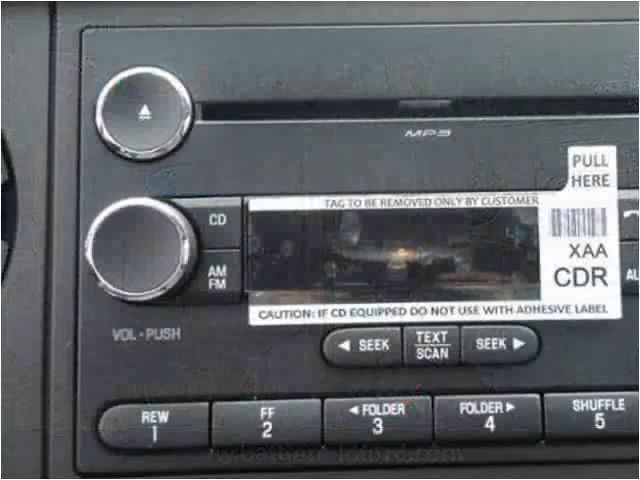 MP3
PULL
HERE
TAG TO BE REMOVED ONLY BY CUSTOMER
CD
XAA
CDR
AM
FM
AU
CAUTION: IF CD EQUIPPED DO NOT USE WITH ADHESIVE LABEL
VOL - PUSH
◄ SEEK
TEXT
SCAN
SEEK ►
REW
1
FF
2
◄ FOLDER
3
FOLDER ►
4
SHUFFLE
5